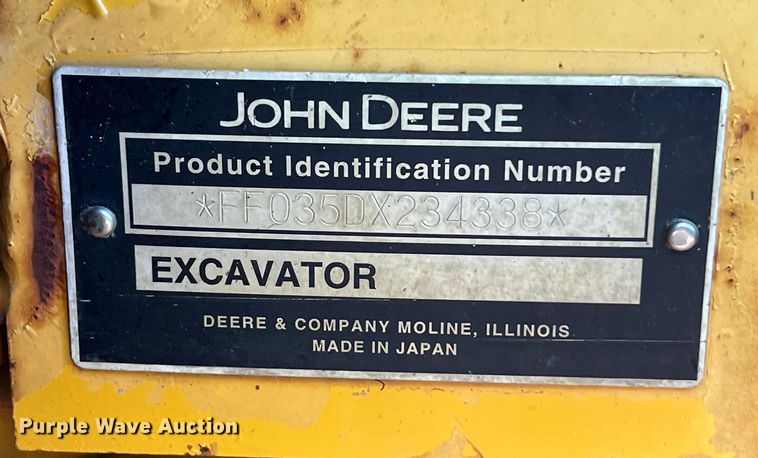 JOHN DEERE
Product Identification Number
*FF035DX234338*
EXCAVATOR
DEERE & COMPANY MOLINE, ILLINOIS
MADE IN JAPAN
Purple Wave Auction